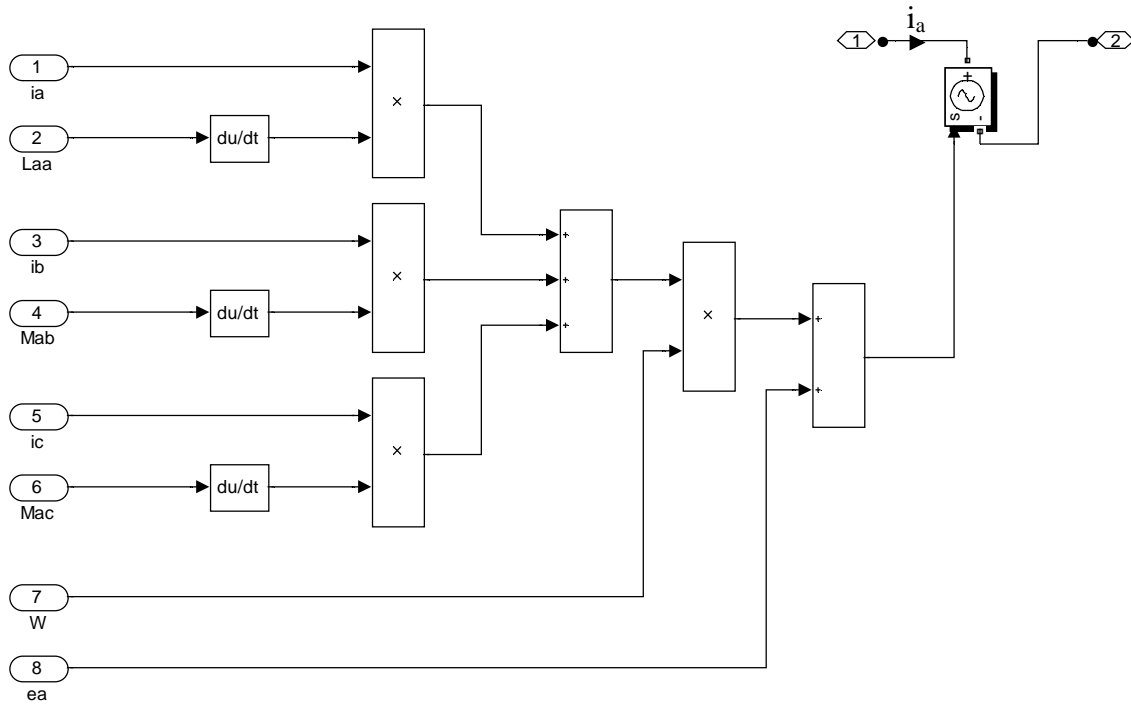 1
ia
2
Laa
du/dt
×
3
ib
4
Mab
du/dt
×
5
ic
6
Mac
du/dt
×
7
W
8
ea
+
+
+
×
+
+
1
ia
+
s
-
2